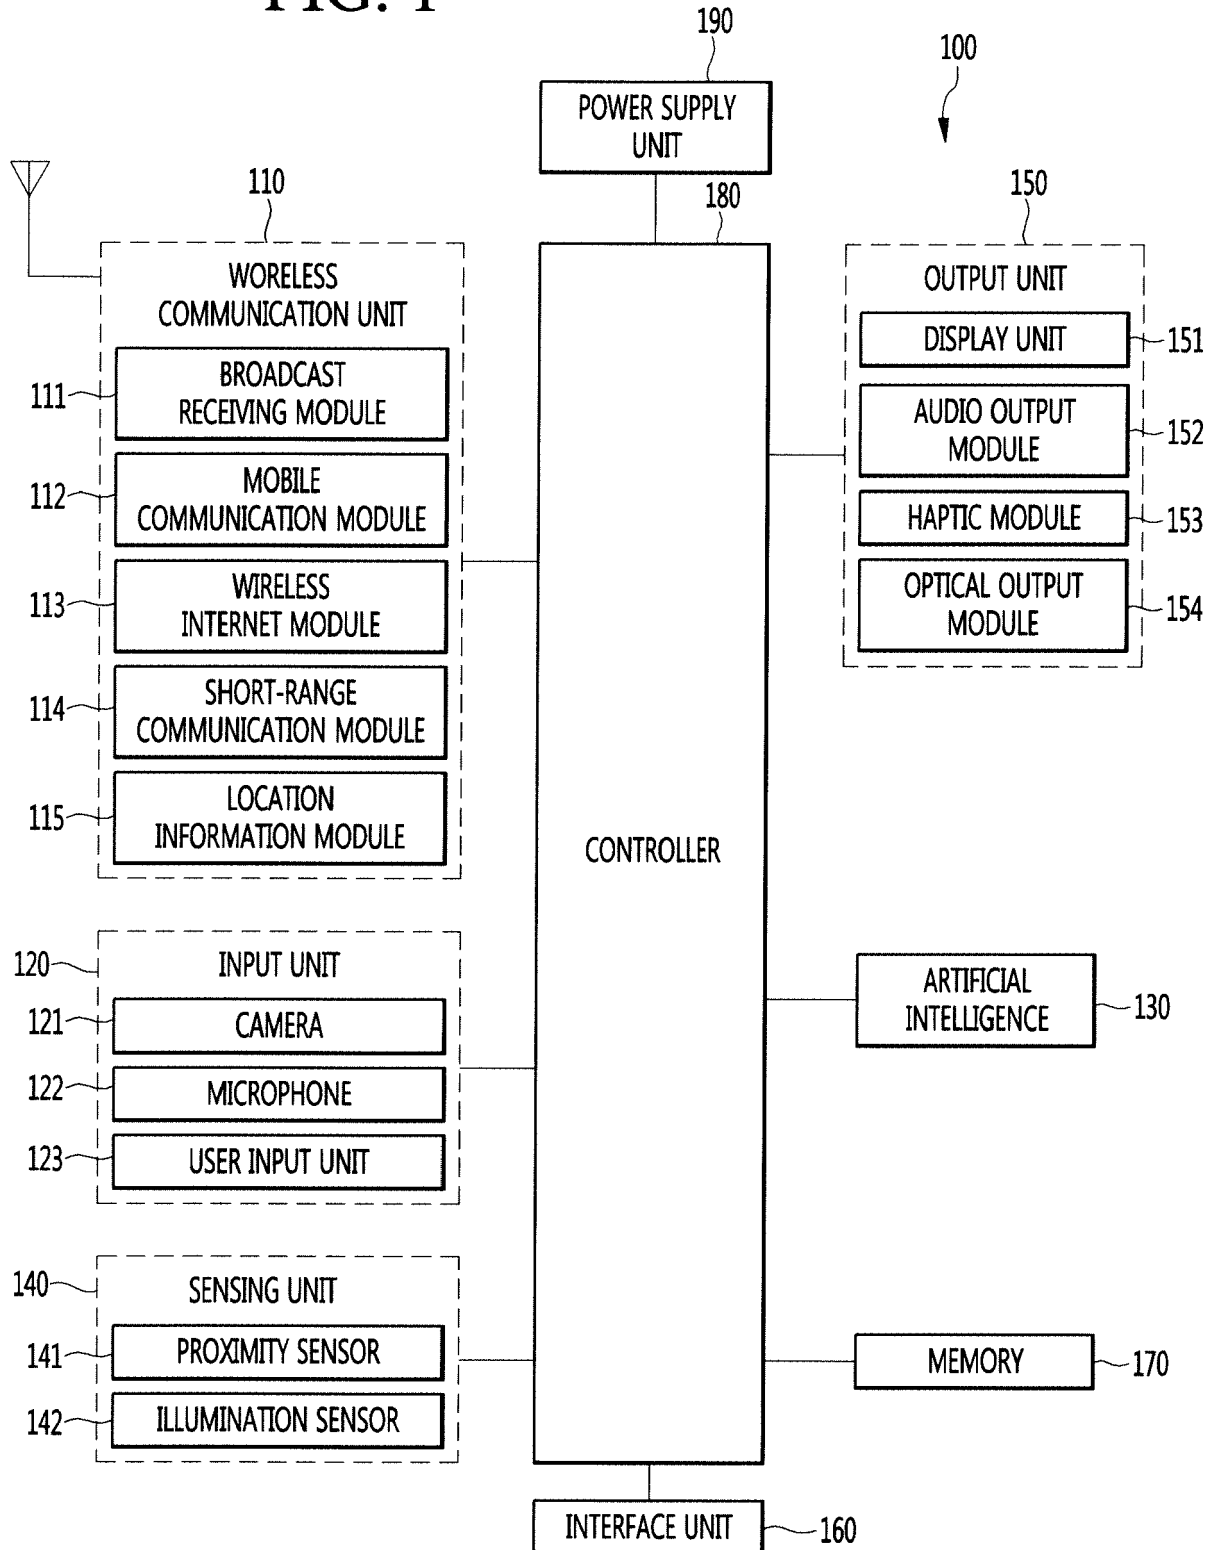 FIG. 1
190
100
POWER SUPPLY
UNIT
110
180
150
WORELESS
COMMUNICATION UNIT
OUTPUT UNIT
BROADCAST
RECEIVING MODULE
111
DISPLAY UNIT
151
AUDIO OUTPUT
MODULE
152
MOBILE
COMMUNICATION MODULE
112
HAPTIC MODULE
153
WIRELESS
INTERNET MODULE
113
OPTICAL OUTPUT
MODULE
154
SHORT-RANGE
COMMUNICATION MODULE
114
LOCATION
INFORMATION MODULE
115
CONTROLLER
120
INPUT UNIT
121
CAMERA
122
MICROPHONE
123
USER INPUT UNIT
ARTIFICIAL
INTELLIGENCE
130
140
SENSING UNIT
141
PROXIMITY SENSOR
142
ILLUMINATION SENSOR
MEMORY
170
INTERFACE UNIT
160